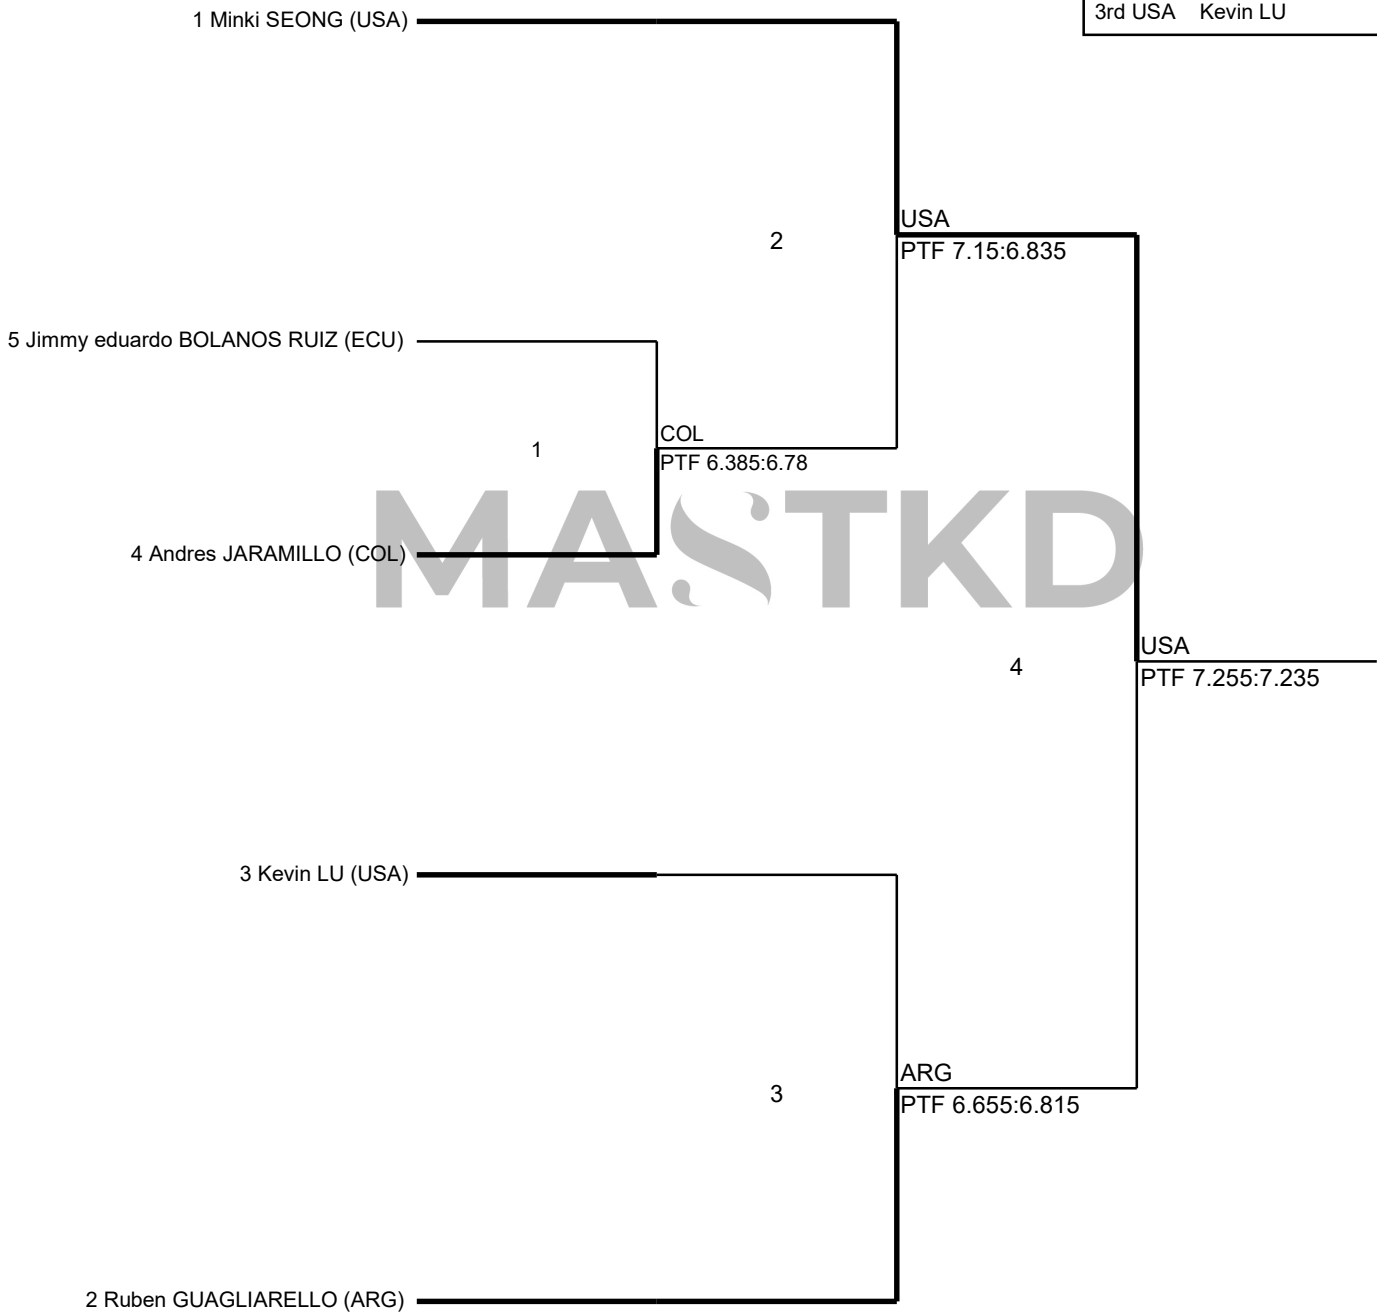 3rd USA Kevin LU
1 Minki SEONG (USA)
USA
2
PTF 7.15:6.835
5 Jimmy eduardo BOLANOS RUIZ (ECU)
COL
1
PTF 6.385:6.78
MASTKD
4 Andres JARAMILLO (COL)
USA
4
PTF 7.255:7.235
3 Kevin LU (USA)
ARG
3
PTF 6.655:6.815
2 Ruben GUAGLIARELLO (ARG)